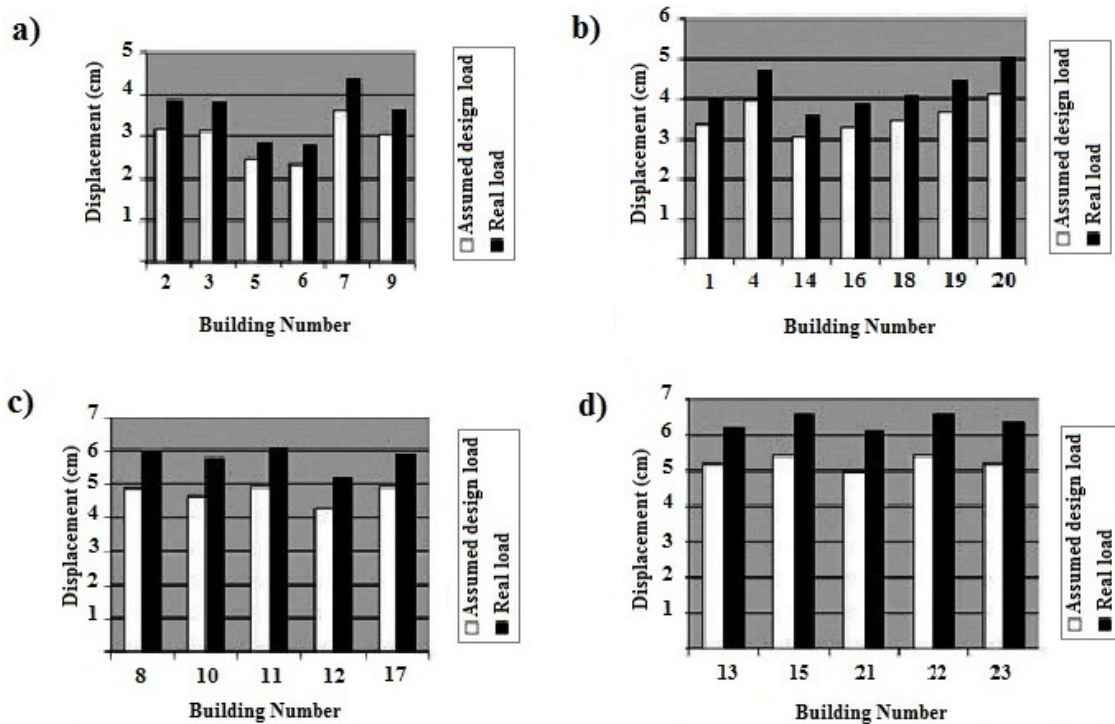 a)
Displacement (cm)
5
4
3
2
1
2 3 5 6 7 9
Building Number
Assumed design load
Real load
b)
Displacement (cm)
6
5
4
3
2
1
1 4 14 16 18 19 20
Building Number
Assumed design load
Real load
c)
Displacement (cm)
7
6
5
4
3
2
1
8 10 11 12 17
Building Number
Assumed design load
Real load
d)
Displacement (cm)
7
6
5
4
3
2
1
13 15 21 22 23
Building Number
Assumed design load
Real load